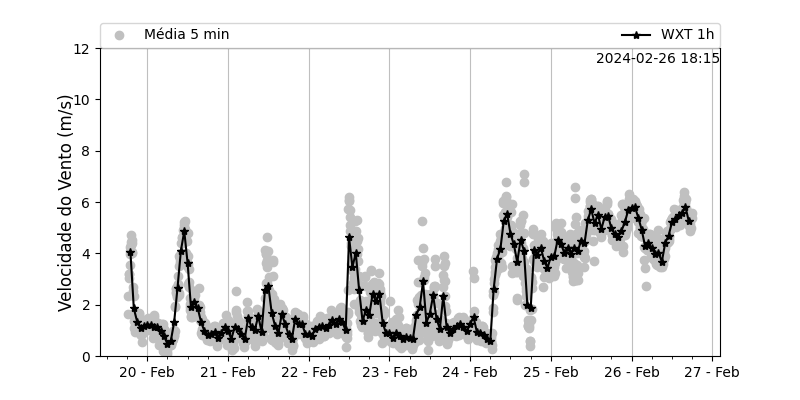 Média 5 min
WXT 1h
2024-02-26 18:15
Velocidade do Vento (m/s)
12
10
8
6
4
2
0
20 - Feb
21 - Feb
22 - Feb
23 - Feb
24 - Feb
25 - Feb
26 - Feb
27 - Feb